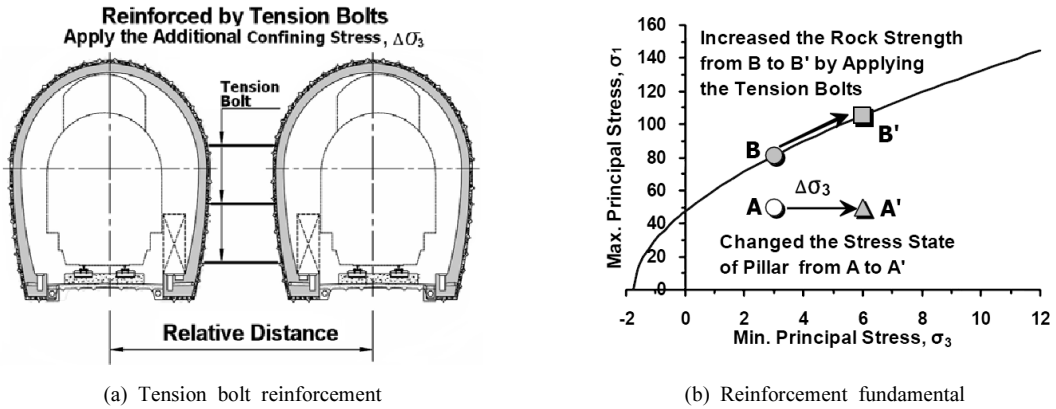 Reinforced by Tension Bolts
Apply the Additional Confining Stress, Δσ3
Tension
Bolt
Relative Distance
(a) Tension bolt reinforcement
160
140
120
100
80
60
40
20
0
-2
0
2
4
6
8
10
12
Max. Principal Stress, σ1
Min. Principal Stress, σ3
Increased the Rock Strength
from B to B' by Applying
the Tension Bolts
B
B'
A
Δσ3
A'
Changed the Stress State
of Pillar from A to A'
(b) Reinforcement fundamental